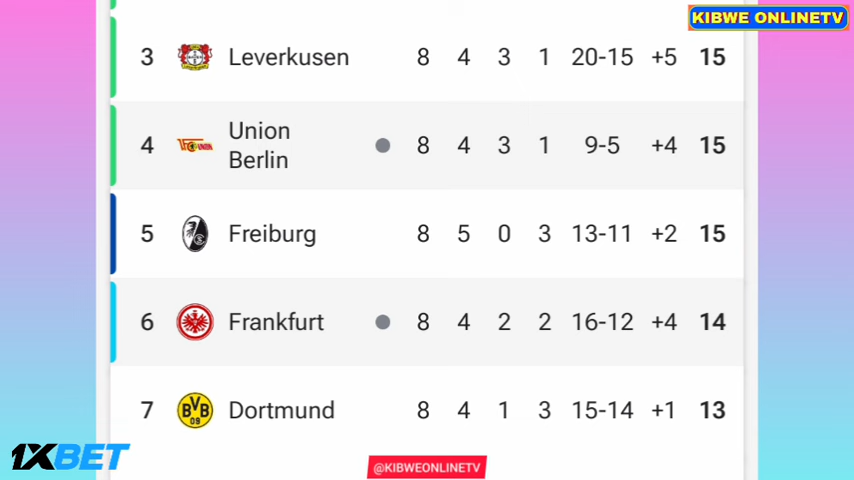 KIBWE ONLINETV
3 Leverkusen 8 4 3 1 20-15 +5 15
4 Union Berlin 8 4 3 1 9-5 +4 15
5 Freiburg 8 5 0 3 13-11 +2 15
6 Frankfurt 8 4 2 2 16-12 +4 14
7 BVB 09 Dortmund 8 4 1 3 15-14 +1 13
1XBET
@KIBWEONLINETV